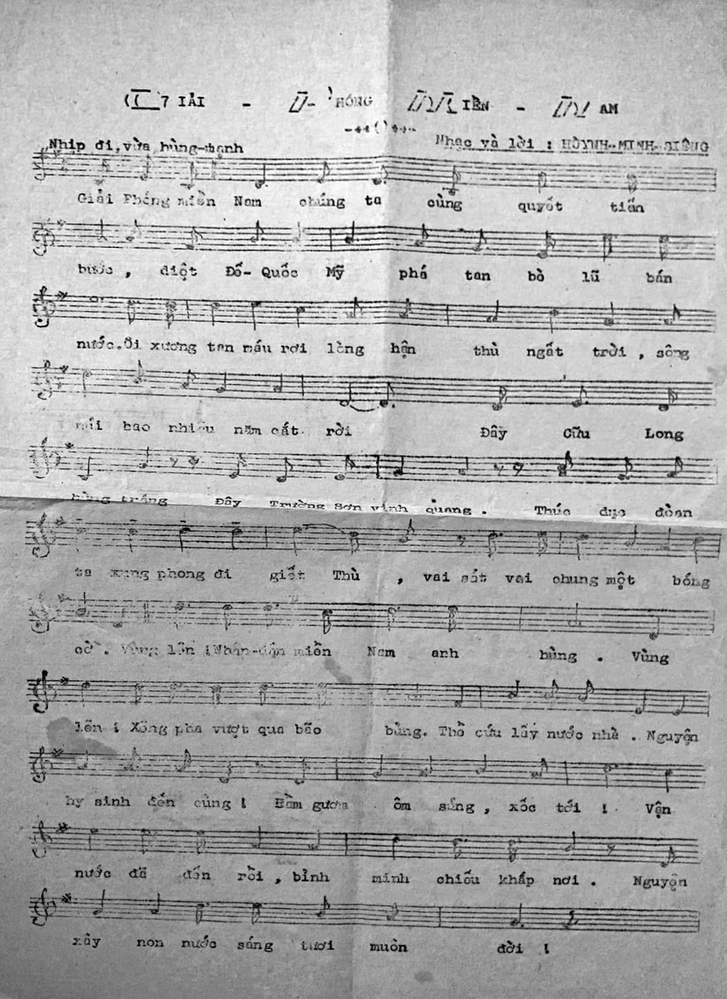 GIẢI - PHÓNG MIỀN - NAM
Nhịp đi, vừa, hùng-mạnh
Nhạc và lời : HÙYNH-MINH-SIÊNG
Giải Phóng miền Nam chúng ta cùng quyết tiến
bước , diệt Đế-Quốc Mỹ phá tan bò lũ bán
nước. Ôi xương tan máu rơi lòng hận thù ngất trời , sông
núi bao nhiêu năm cắt rời Đây Cửu Long
hùng tráng Đây Trường Sơn vinh quang . Thúc dục đòan
ta xung phong đi giết Thù , vai sát vai chung một bóng
cờ . Vùng lên ! Nhân-dân miền Nam anh hùng . Vùng
lên ! Xông pha vượt qua bão bùng. Thề cứu lấy nước nhà . Nguyện
hy sinh đến cùng ! Cầm gươm ôm súng , xốc tới ! Vận
nước đã đến rồi , bỉnh minh chiếu khấp nơi . Nguyện
xây non nước sáng tươi muôn đời !